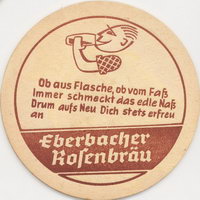 Ob aus Flasche, ob vom Faß
Immer schmeckt das edle Naß
Drum aufs Neu Dich stets erfreu
an
Eberbacher
Rosenbräu